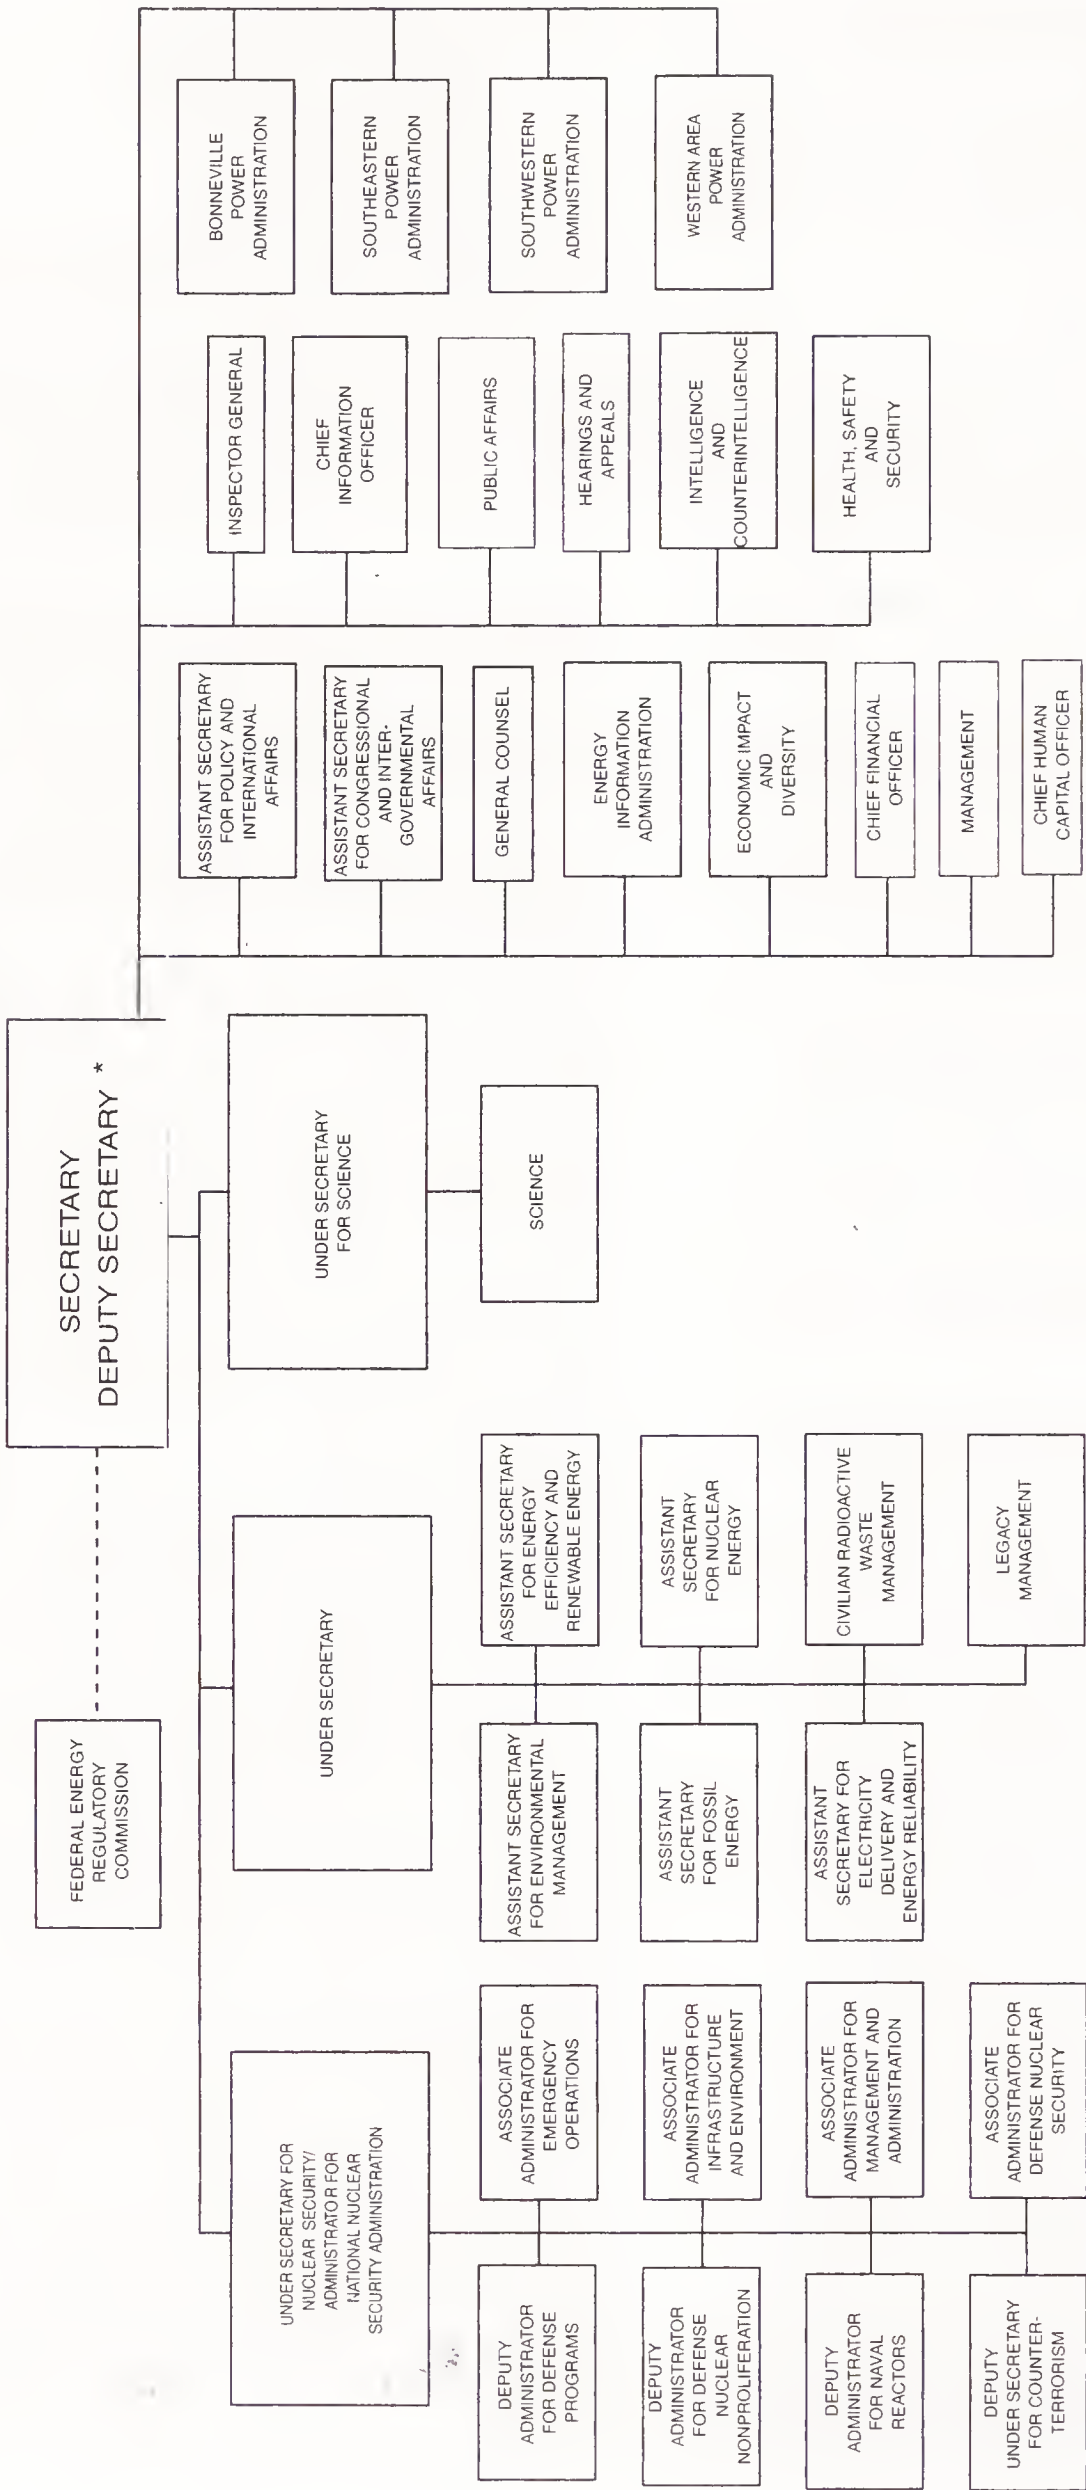 FEDERAL ENERGY
REGULATORY
COMMISSION
SECRETARY
DEPUTY SECRETARY *
UNDER SECRETARY FOR
NUCLEAR SECURITY/
ADMINISTRATOR FOR
NATIONAL NUCLEAR
SECURITY ADMINISTRATION
DEPUTY
ADMINISTRATOR
FOR DEFENSE
PROGRAMS
ASSOCIATE
ADMINISTRATOR FOR
EMERGENCY
OPERATIONS
DEPUTY
ADMINISTRATOR
FOR DEFENSE
NUCLEAR
NONPROLIFERATION
ASSOCIATE
ADMINISTRATOR FOR
INFRASTRUCTURE
AND ENVIRONMENT
DEPUTY
ADMINISTRATOR
FOR NAVAL
REACTORS
ASSOCIATE
ADMINISTRATOR FOR
MANAGEMENT AND
ADMINISTRATION
DEPUTY
UNDER SECRETARY
FOR COUNTER-
TERRORISM
ASSOCIATE
ADMINISTRATOR FOR
DEFENSE NUCLEAR
SECURITY
UNDER SECRETARY
ASSISTANT SECRETARY
FOR ENVIRONMENTAL
MANAGEMENT
ASSISTANT SECRETARY
FOR ENERGY
EFFICIENCY AND
RENEWABLE ENERGY
ASSISTANT
SECRETARY
FOR FOSSIL
ENERGY
ASSISTANT
SECRETARY
FOR NUCLEAR
ENERGY
ASSISTANT
SECRETARY FOR
ELECTRICITY
DELIVERY AND
ENERGY RELIABILITY
CIVILIAN RADIOACTIVE
WASTE
MANAGEMENT
LEGACY
MANAGEMENT
UNDER SECRETARY
FOR SCIENCE
SCIENCE
ASSISTANT SECRETARY
FOR POLICY AND
INTERNATIONAL
AFFAIRS
ASSISTANT SECRETARY
FOR CONGRESSIONAL
AND INTER-
GOVERNMENTAL
AFFAIRS
GENERAL COUNSEL
ENERGY
INFORMATION
ADMINISTRATION
ECONOMIC IMPACT
AND
DIVERSITY
CHIEF FINANCIAL
OFFICER
MANAGEMENT
CHIEF HUMAN
CAPITAL OFFICER
INSPECTOR GENERAL
CHIEF
INFORMATION
OFFICER
PUBLIC AFFAIRS
HEARINGS AND
APPEALS
INTELLIGENCE
AND
COUNTERINTELLIGENCE
HEALTH, SAFETY
AND
SECURITY
BONNEVILLE
POWER
ADMINISTRATION
SOUTHEASTERN
POWER
ADMINISTRATION
SOUTHWESTERN
POWER
ADMINISTRATION
WESTERN AREA
POWER
ADMINISTRATION